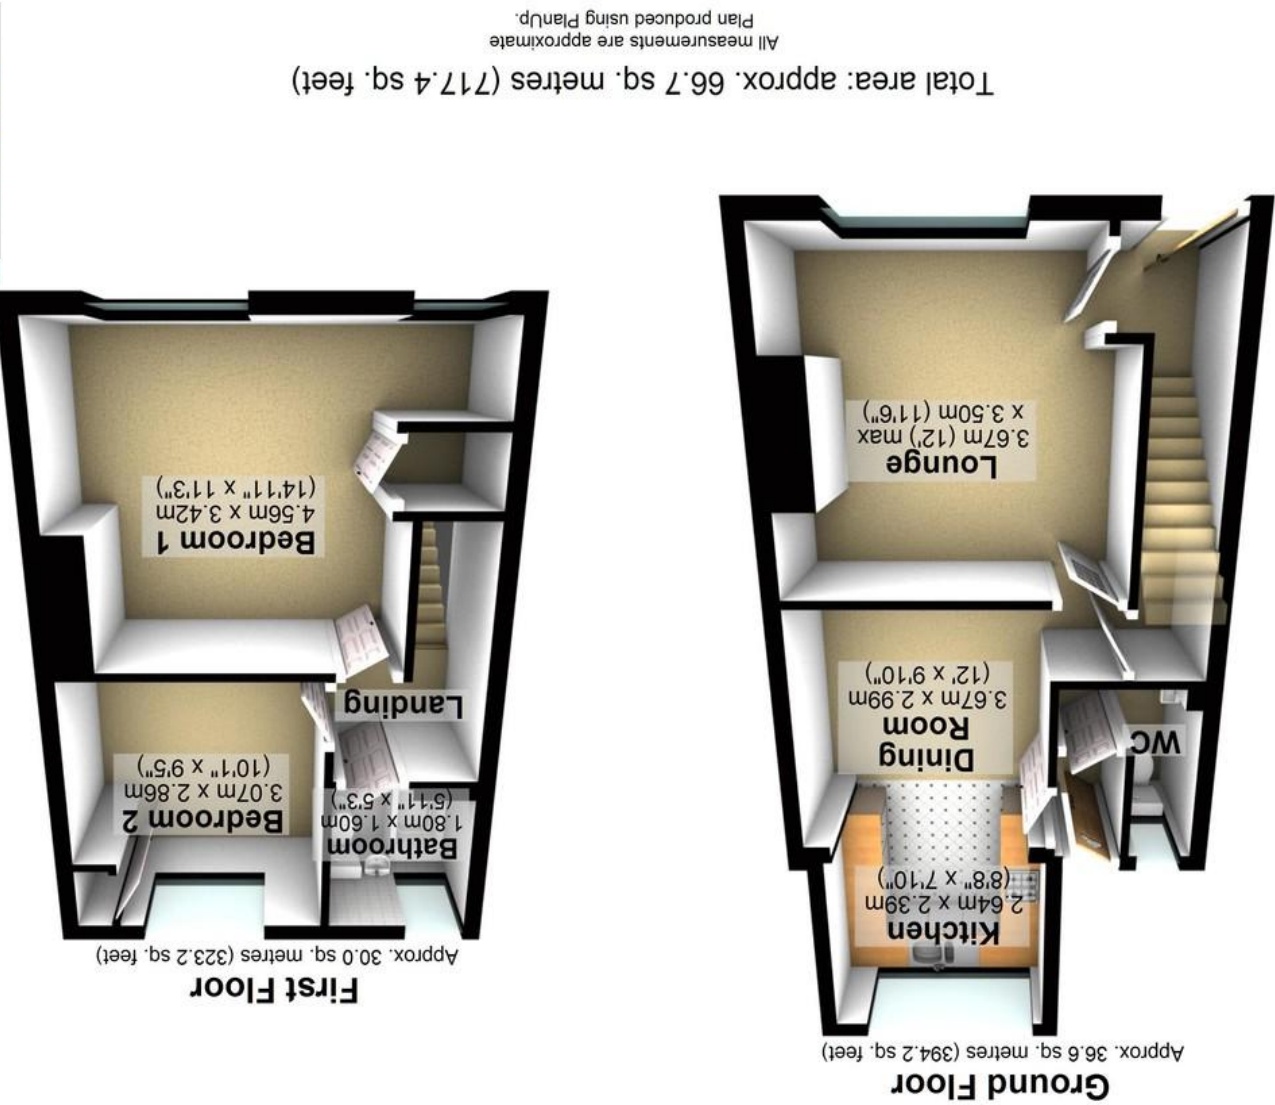 Ground Floor
Approx. 36.6 sq. metres (394.2 sq. feet)
Kitchen
2.64m x 2.39m
(8'8" x 7'10")
WC
Dining
Room
3.67m x 2.99m
(12' x 9'10")
Lounge
3.67m (12') max
x 3.50m (11'6")
First Floor
Approx. 30.0 sq. metres (323.2 sq. feet)
Bathroom
1.80m x 1.60m
(5'11" x 5'3")
Bedroom 2
3.07m x 2.86m
(10'1" x 9'5")
Landing
Bedroom 1
4.56m x 3.42m
(14'11" x 11'3")
Total area: approx. 66.7 sq. metres (717.4 sq. feet)
All measurements are approximate
Plan produced using PlanUp.